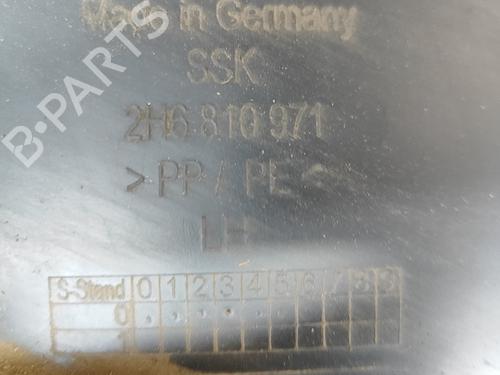 Made in Germany
SSK
2H6 810 971
> PP / PE <
LH
S-Stand 0 1 2 3 4 5 6 7 8 9
0
1
B-Parts